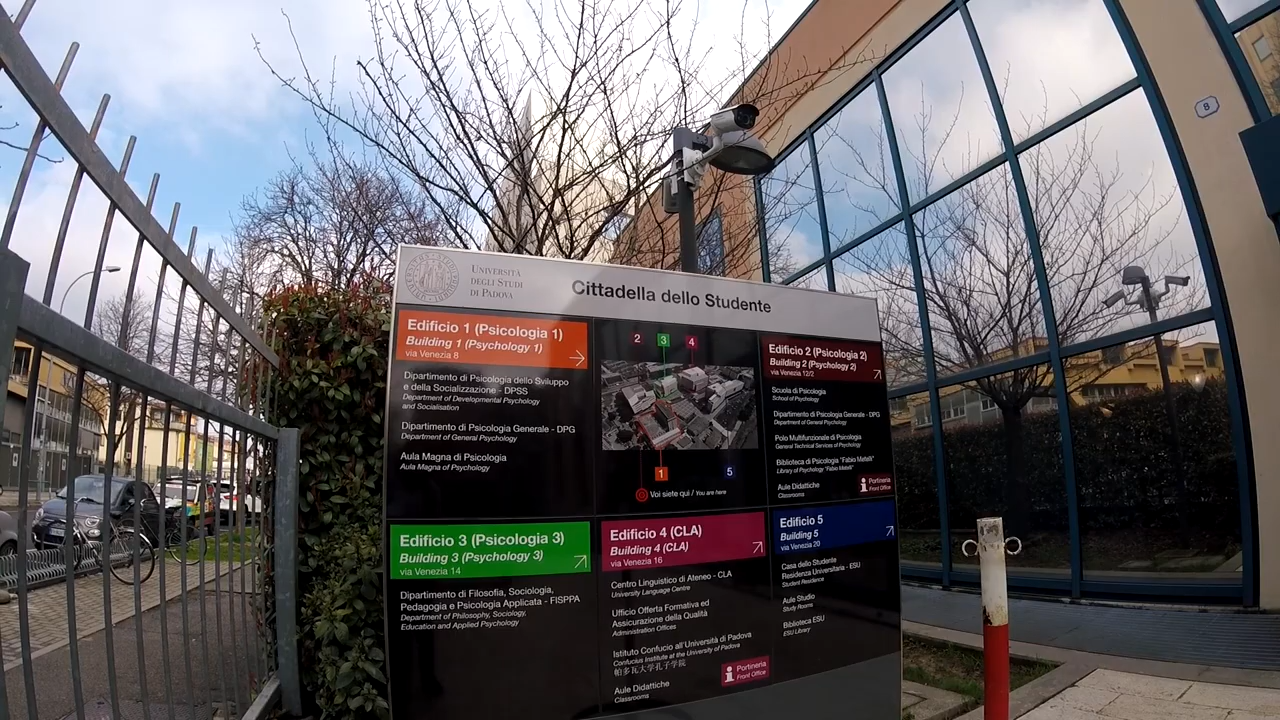 UNIVERSITÀ
DEGLI STUDI
DI PADOVA
Cittadella dello Studente
Edificio 1 (Psicologia 1)
Building 1 (Psychology 1)
via Venezia 8
Dipartimento di Psicologia dello Sviluppo
e della Socializzazione - DPSS
Department of Developmental Psychology
and Socialisation
Dipartimento di Psicologia Generale - DPG
Department of General Psychology
Aula Magna di Psicologia
Aula Magna of Psychology
2 3 4
1 5
Voi siete qui / You are here
Edificio 2 (Psicologia 2)
Building 2 (Psychology 2)
via Venezia 12/2
Scuola di Psicologia
School of Psychology
Dipartimento di Psicologia Generale - DPG
Department of General Psychology
Polo Multifunzionale di Psicologia
General Technical Services of Psychology
Biblioteca di Psicologia "Fabio Metelli"
Library of Psychology "Fabio Metelli"
Aule Didattiche
Classrooms
i Portineria
Front Office
Edificio 3 (Psicologia 3)
Building 3 (Psychology 3)
via Venezia 14
Dipartimento di Filosofia, Sociologia,
Pedagogia e Psicologia Applicata - FISPPA
Department of Philosophy, Sociology,
Education and Applied Psychology
Edificio 4 (CLA)
Building 4 (CLA)
via Venezia 16
Centro Linguistico di Ateneo - CLA
University Language Centre
Ufficio Offerta Formativa ed
Assicurazione della Qualità
Administration Offices
Istituto Confucio all'Università di Padova
Confucius Institute at the University of Padova
帕多瓦大学孔子学院
Aule Didattiche
Classrooms
i Portineria
Front Office
Edificio 5
Building 5
via Venezia 20
Casa dello Studente
Residenza Universitaria - ESU
Student Residence
Aule Studio
Study Rooms
Biblioteca ESU
ESU Library
8